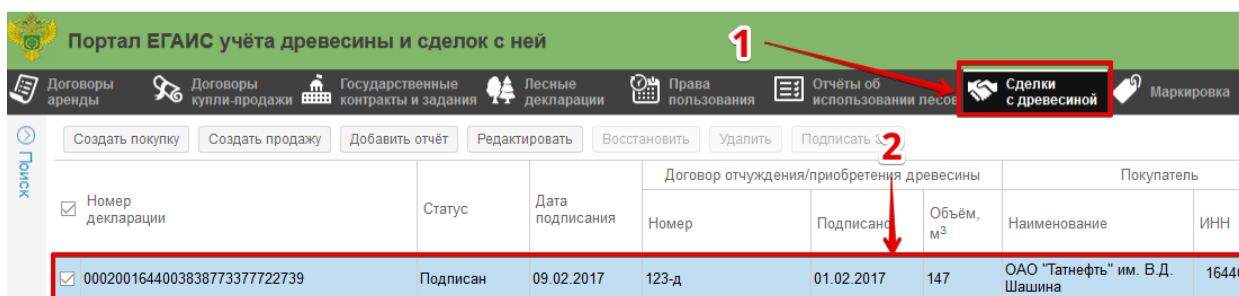 Портал ЕГАИС учёта древесины и сделок с ней
1
Договоры
аренды
Договоры
купли-продажи
Государственные
контракты и задания
Лесные
декларации
Права
пользования
Отчёты об
использовании лесов
Сделки
с древесиной
Маркировка
Поиск
Создать покупку
Создать продажу
Добавить отчёт
Редактировать
Восстановить
Удалить
Подписать
2
Договор отчуждения/приобретения древесины
Покупатель
Номер
декларации
Статус
Дата
подписания
Номер
Подписано
Объём,
м3
Наименование
ИНН
0002001644003838773377722739
Подписан
09.02.2017
123-д
01.02.2017
147
ОАО "Татнефть" им. В.Д.
Шашина